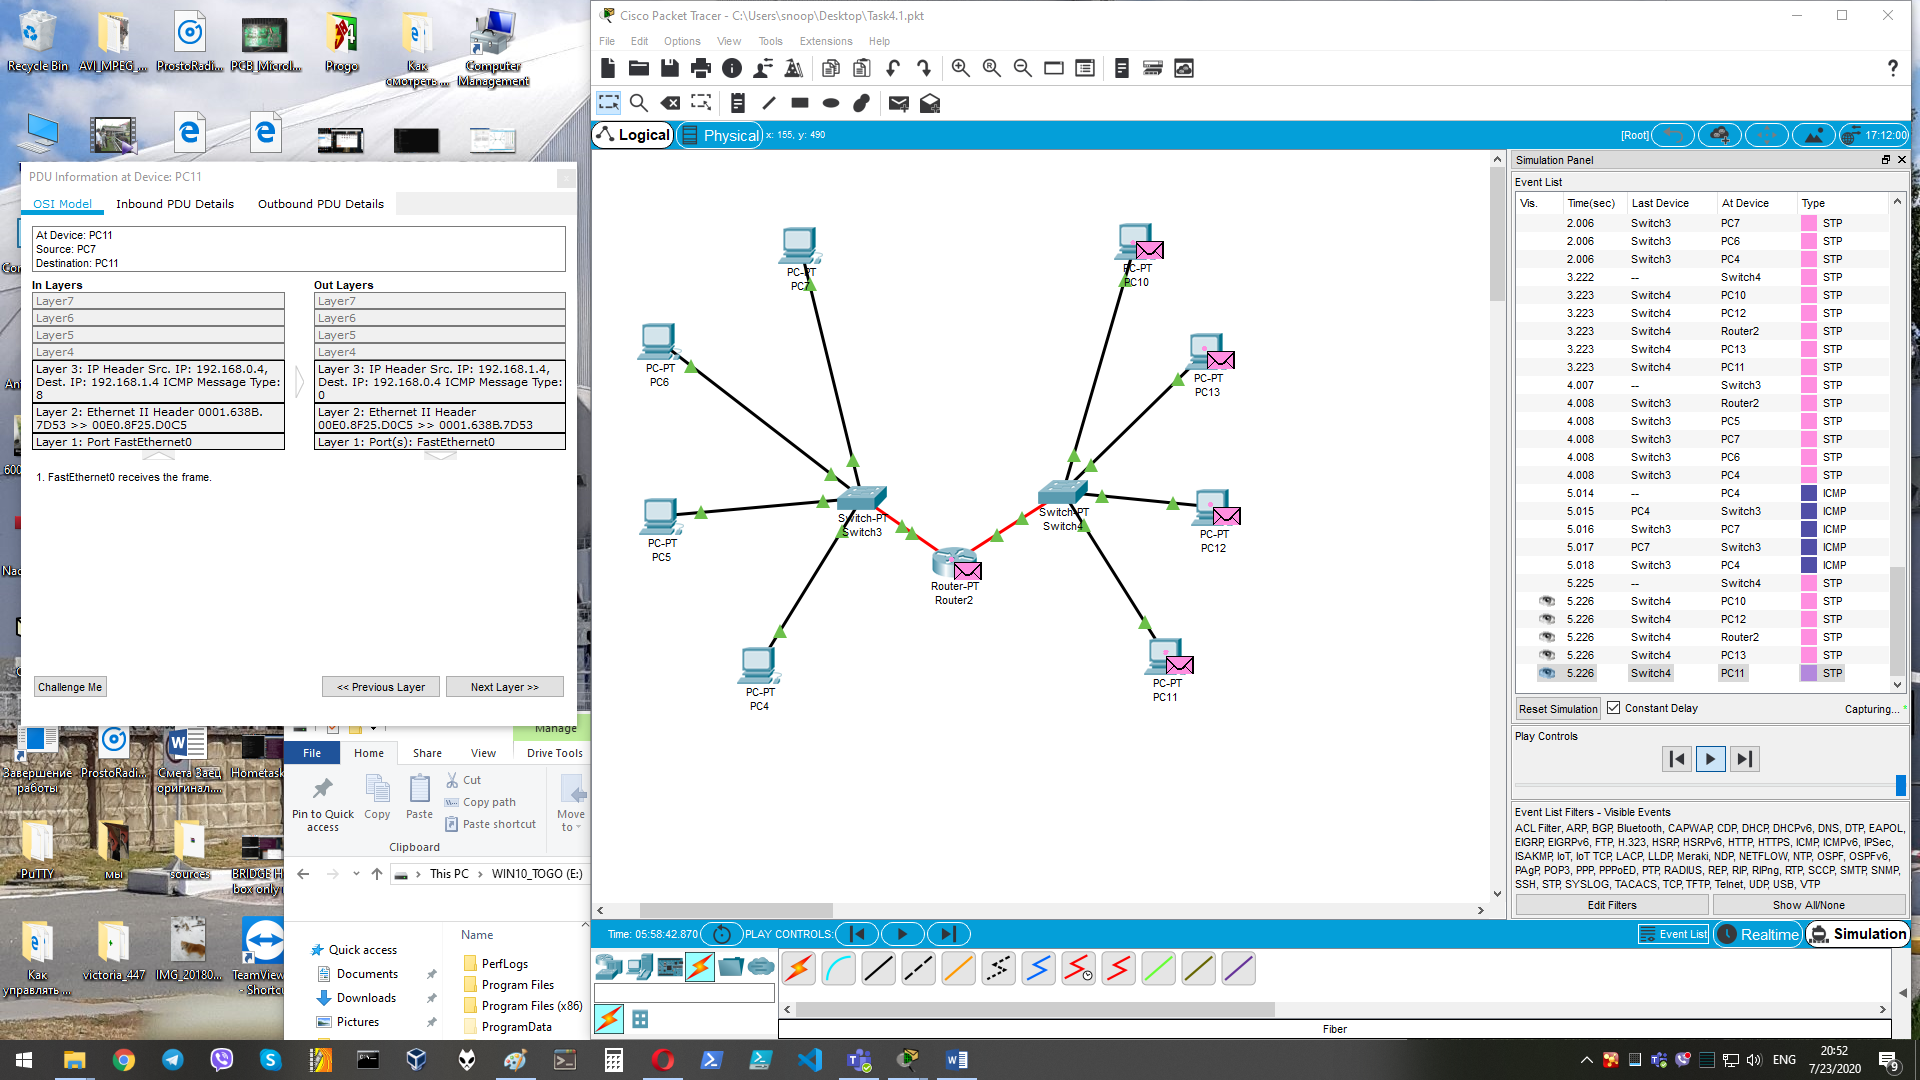 Recycle Bin
AVI_MPEG_...
ProstoRadi...
PCB_Microl...
Progo
Как
смотреть ...
Computer
Management
PDU Information at Device: PC11
OSI Model
Inbound PDU Details
Outbound PDU Details
At Device: PC11
Source: PC7
Destination: PC11
In Layers
Layer7
Layer6
Layer5
Layer4
Layer 3: IP Header Src. IP: 192.168.0.4,
Dest. IP: 192.168.1.4 ICMP Message Type:
8
Layer 2: Ethernet II Header 0001.638B.
7D53 >> 00E0.8F25.D0C5
Layer 1: Port FastEthernet0
Out Layers
Layer7
Layer6
Layer5
Layer4
Layer 3: IP Header Src. IP: 192.168.1.4,
Dest. IP: 192.168.0.4 ICMP Message Type:
0
Layer 2: Ethernet II Header
00E0.8F25.D0C5 >> 0001.638B.7D53
Layer 1: Port(s): FastEthernet0
1. FastEthernet0 receives the frame.
Challenge Me
<< Previous Layer
Next Layer >>
Завершение
работы
ProstoRadi...
Смета Заец
оригинал....
Hometask
PuTTY
мы
sources
BRIDGE H
box only
Как
управлять ...
victoria_447
IMG_20180...
TeamView
- Shortcu
Manage
File
Home
Share
View
Drive Tools
Pin to Quick
access
Copy
Paste
Cut
Copy path
Paste shortcut
Move
to
Clipboard
This PC
WIN10_TOGO (E:)
Quick access
Documents
Downloads
Pictures
Name
PerfLogs
Program Files
Program Files (x86)
ProgramData
Cisco Packet Tracer - C:\Users\snoop\Desktop\Task4.1.pkt
File Edit Options View Tools Extensions Help
Logical
Physical
x: 155, y: 490
[Root]
17:12:00
PC-PT
PC7
PC-PT
PC6
PC-PT
PC5
PC-PT
PC4
Switch-PT
Switch3
Router-PT
Router2
Switch-PT
Switch4
PC-PT
PC10
PC-PT
PC13
PC-PT
PC12
PC-PT
PC11
Simulation Panel
Event List
Vis. Time(sec) Last Device At Device Type
2.006 Switch3 PC7 STP
2.006 Switch3 PC6 STP
2.006 Switch3 PC4 STP
3.222 -- Switch4 STP
3.223 Switch4 PC10 STP
3.223 Switch4 PC12 STP
3.223 Switch4 Router2 STP
3.223 Switch4 PC13 STP
3.223 Switch4 PC11 STP
4.007 -- Switch3 STP
4.008 Switch3 Router2 STP
4.008 Switch3 PC5 STP
4.008 Switch3 PC7 STP
4.008 Switch3 PC6 STP
4.008 Switch3 PC4 STP
5.014 -- PC4 ICMP
5.015 PC4 Switch3 ICMP
5.016 Switch3 PC7 ICMP
5.017 PC7 Switch3 ICMP
5.018 Switch3 PC4 ICMP
5.225 -- Switch4 STP
5.226 Switch4 PC10 STP
5.226 Switch4 PC12 STP
5.226 Switch4 Router2 STP
5.226 Switch4 PC13 STP
5.226 Switch4 PC11 STP
Reset Simulation
Constant Delay
Capturing...
Play Controls
Event List Filters - Visible Events
ACL Filter, ARP, BGP, Bluetooth, CAPWAP, CDP, DHCP, DHCPv6, DNS, DTP, EAPOL,
EIGRP, EIGRPv6, FTP, H.323, HSRP, HSRPv6, HTTP, HTTPS, ICMP, ICMPv6, IPSec,
ISAKMP, IoT, IoT TCP, LACP, LLDP, Meraki, NDP, NETFLOW, NTP, OSPF, OSPFv6,
PAgP, POP3, PPP, PPPoED, PTP, RADIUS, REP, RIP, RIPng, RTP, SCCP, SMTP, SNMP,
SSH, STP, SYSLOG, TACACS, TCP, TFTP, Telnet, UDP, USB, VTP
Edit Filters
Show All/None
Time: 05:58:42.870
PLAY CONTROLS:
Event List
Realtime
Simulation
Fiber
ENG
20:52
7/23/2020
9